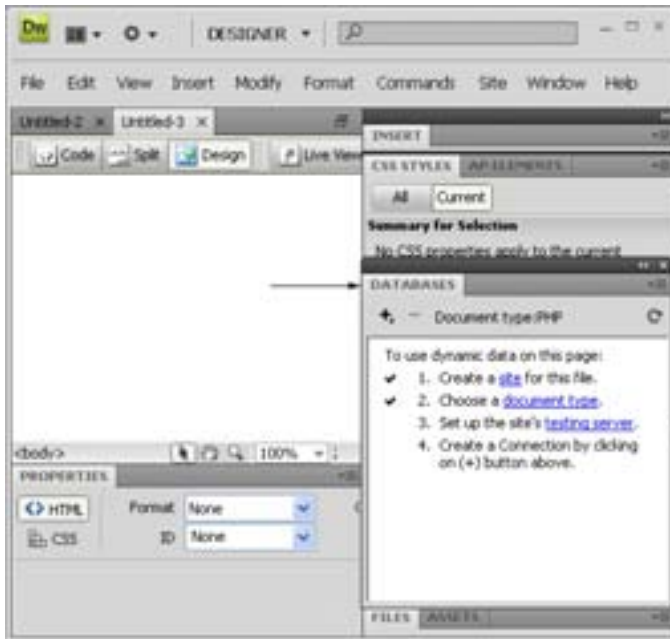 Dw DESIGNER
File Edit View Insert Modify Format Commands Site Window Help
Untitled-2 × Untitled-3 ×
Code Split Design Live View
INSERT
CSS STYLES AP ELEMENTS
All Current
Summary for Selection
No CSS properties apply to the current
DATABASES
Document type:PHP
To use dynamic data on this page:
1. Create a site for this file.
2. Choose a document type.
3. Set up the site's testing server.
4. Create a Connection by clicking
on (+) button above.
<body> 100%
PROPERTIES
<> HTML Format None
CSS ID None
FILES ASSETS